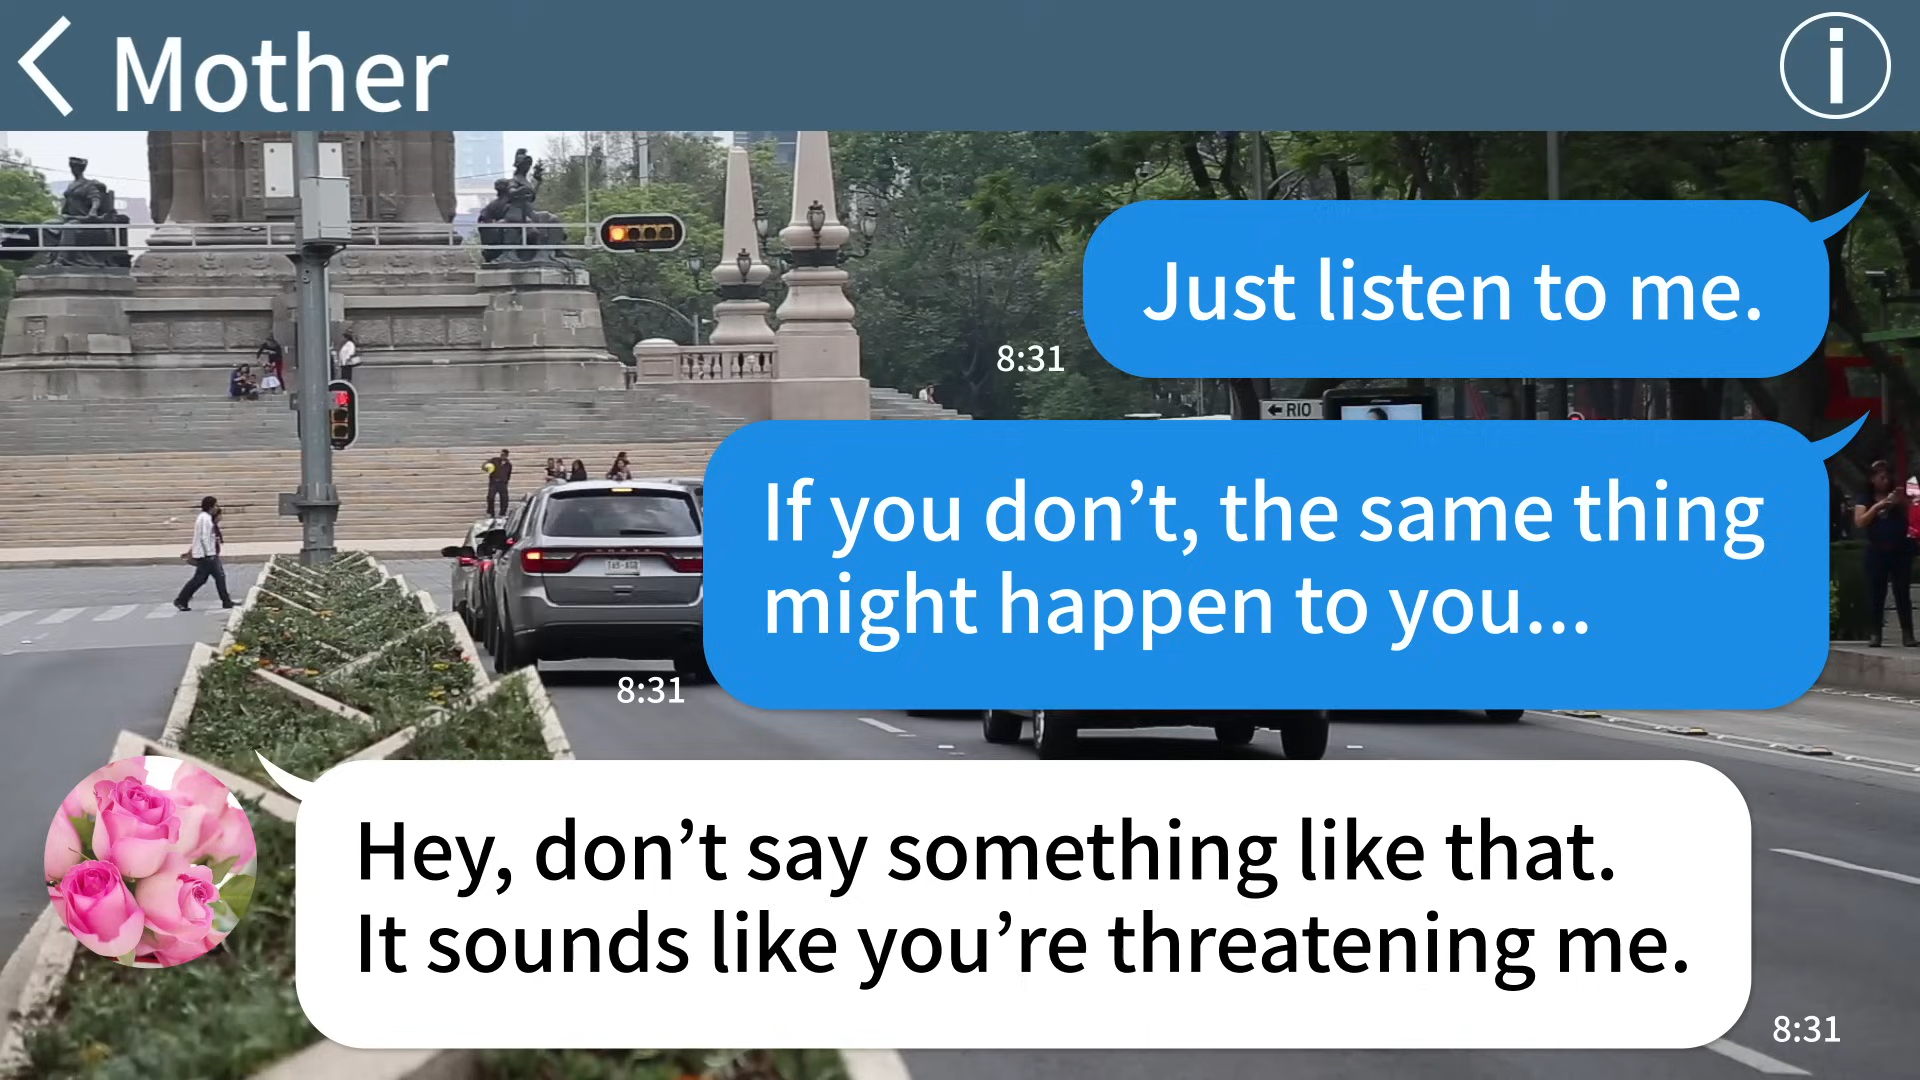 Mother
Just listen to me.
8:31
RIO
If you don't, the same thing
might happen to you...
8:31
Hey, don't say something like that.
It sounds like you're threatening me.
8:31